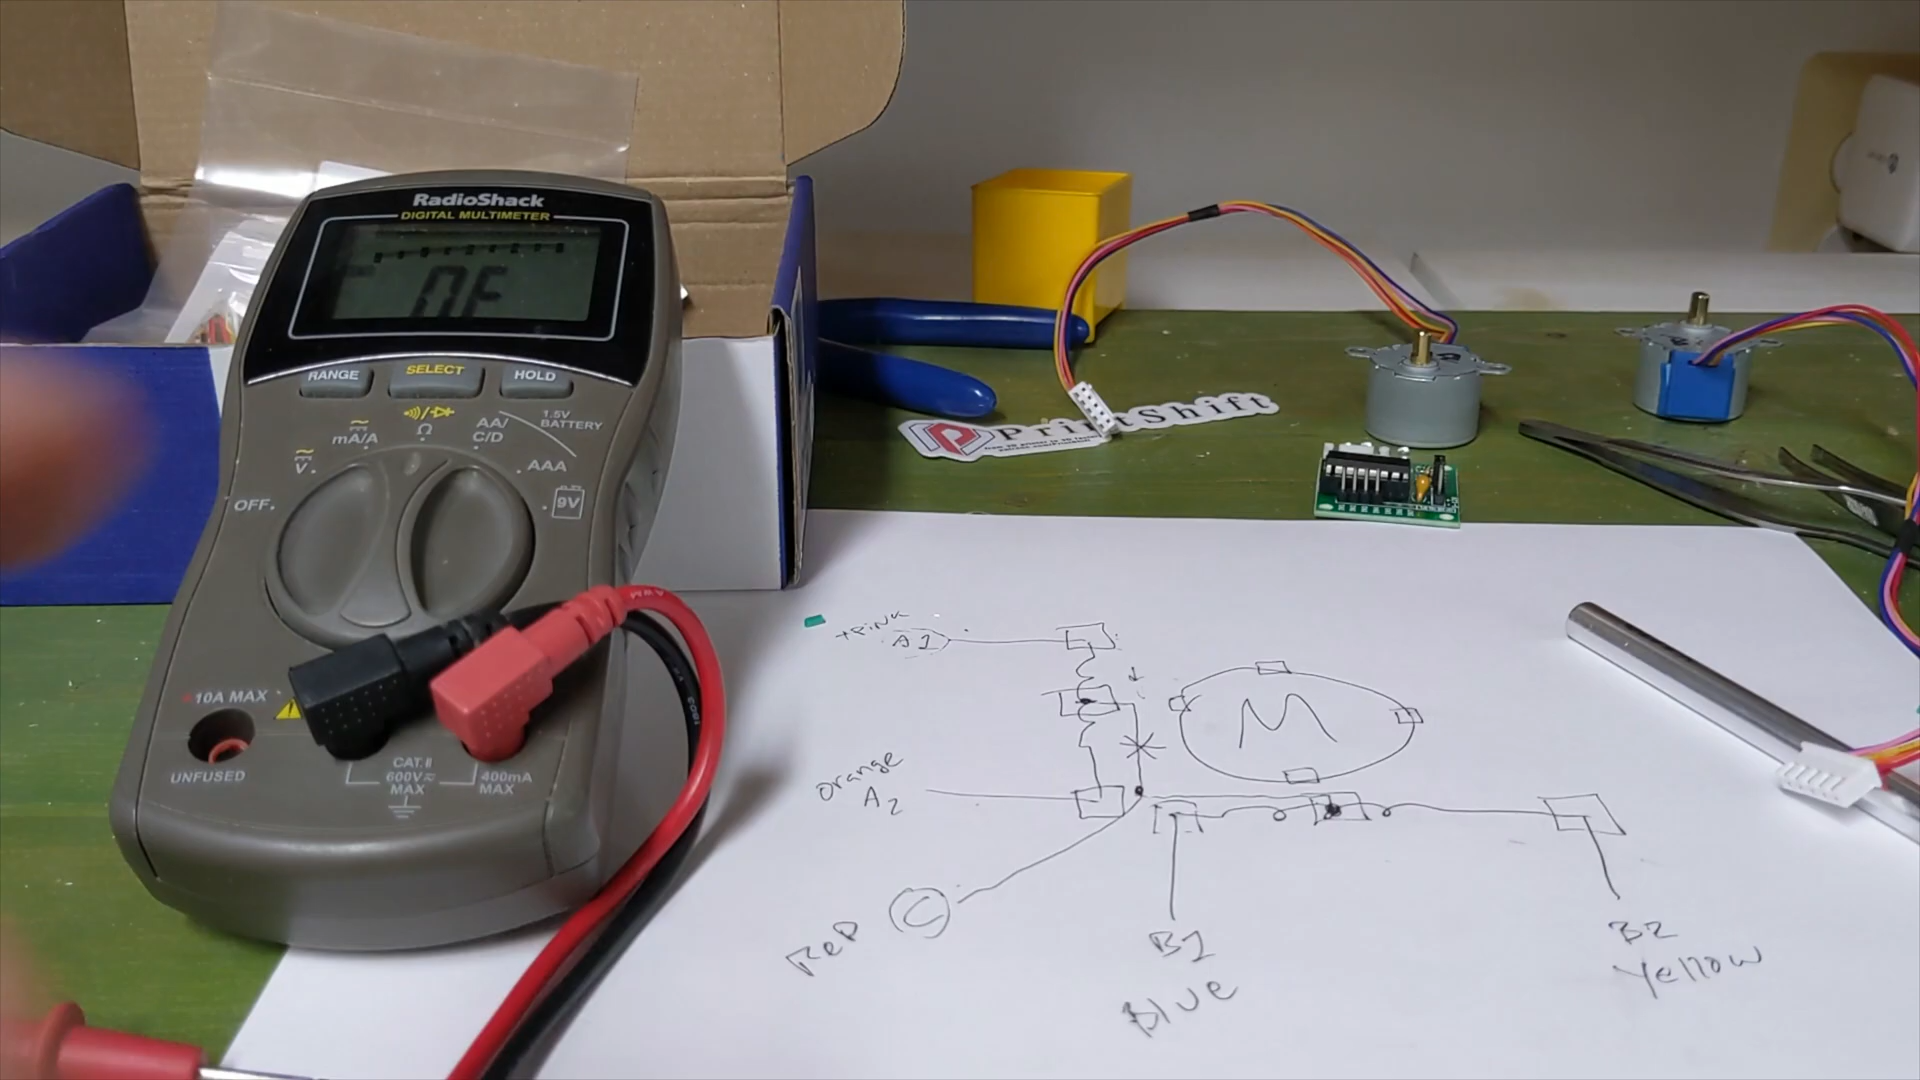 RadioShack
DIGITAL MULTIMETER
RANGE
SELECT
HOLD
mA/A
Ω
AA/
C/D
1.5V
BATTERY
V
AAA
OFF
9V
10A MAX
UNFUSED
CAT. II
600V
MAX
400mA
MAX
AWM
PrintShift
+Pink
A1
Orange
A2
M
ReD
C
B1
Blue
B2
Yellow